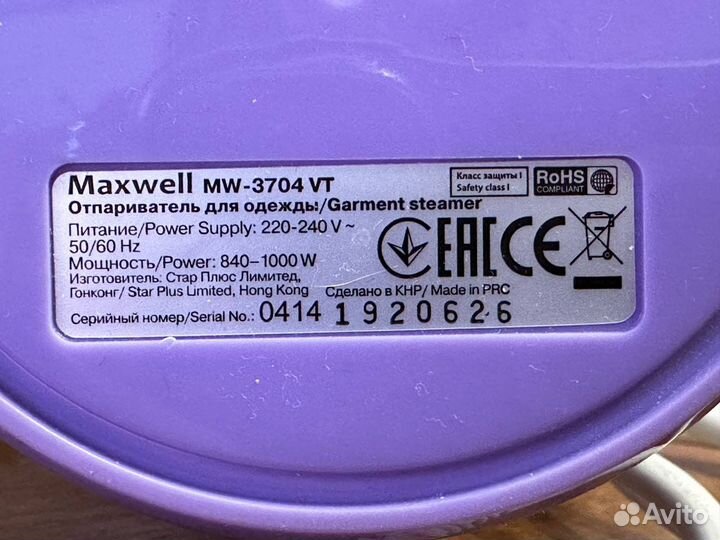 Maxwell MW-3704 VT
Класс защиты I
Safety class I
RoHS
COMPLIANT
Отпариватель для одежды/Garment steamer
Питание/Power Supply: 220-240 V ~
50/60 Hz
Мощность/Power: 840–1000 W
Изготовитель: Стар Плюс Лимитед,
Гонконг/ Star Plus Limited, Hong Kong
EAC CE
Сделано в КНР/ Made in PRC
Серийный номер/Serial No.: 0414 1920626
Avito